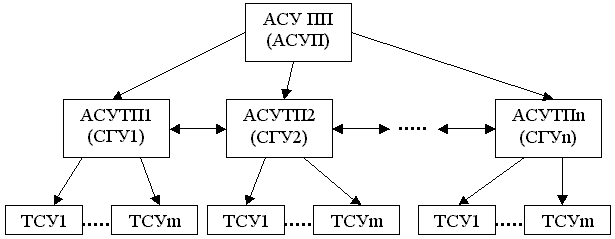 АСУ ПП
(АСУП)
АСУТП1
(СГУ1)
АСУТП2
(СГУ2)
.....
АСУТПn
(СГУn)
ТСУ1 ..... ТСУm
ТСУ1 ..... ТСУm
ТСУ1 ..... ТСУm